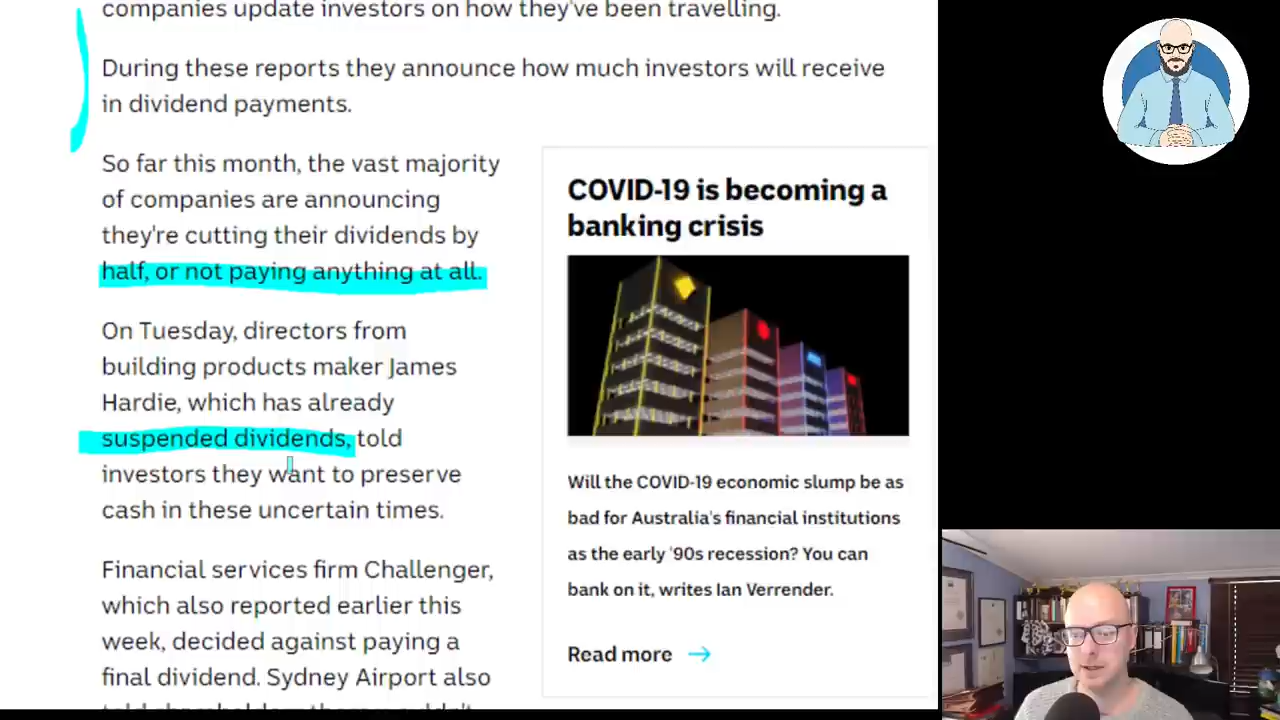 companies update investors on how they've been travelling.
During these reports they announce how much investors will receive
in dividend payments.
So far this month, the vast majority
of companies are announcing
they're cutting their dividends by
half, or not paying anything at all.
On Tuesday, directors from
building products maker James
Hardie, which has already
suspended dividends, told
investors they want to preserve
cash in these uncertain times.
Financial services firm Challenger,
which also reported earlier this
week, decided against paying a
final dividend. Sydney Airport also
COVID-19 is becoming a
banking crisis
Will the COVID-19 economic slump be as
bad for Australia's financial institutions
as the early '90s recession? You can
bank on it, writes Ian Verrender.
Read more →